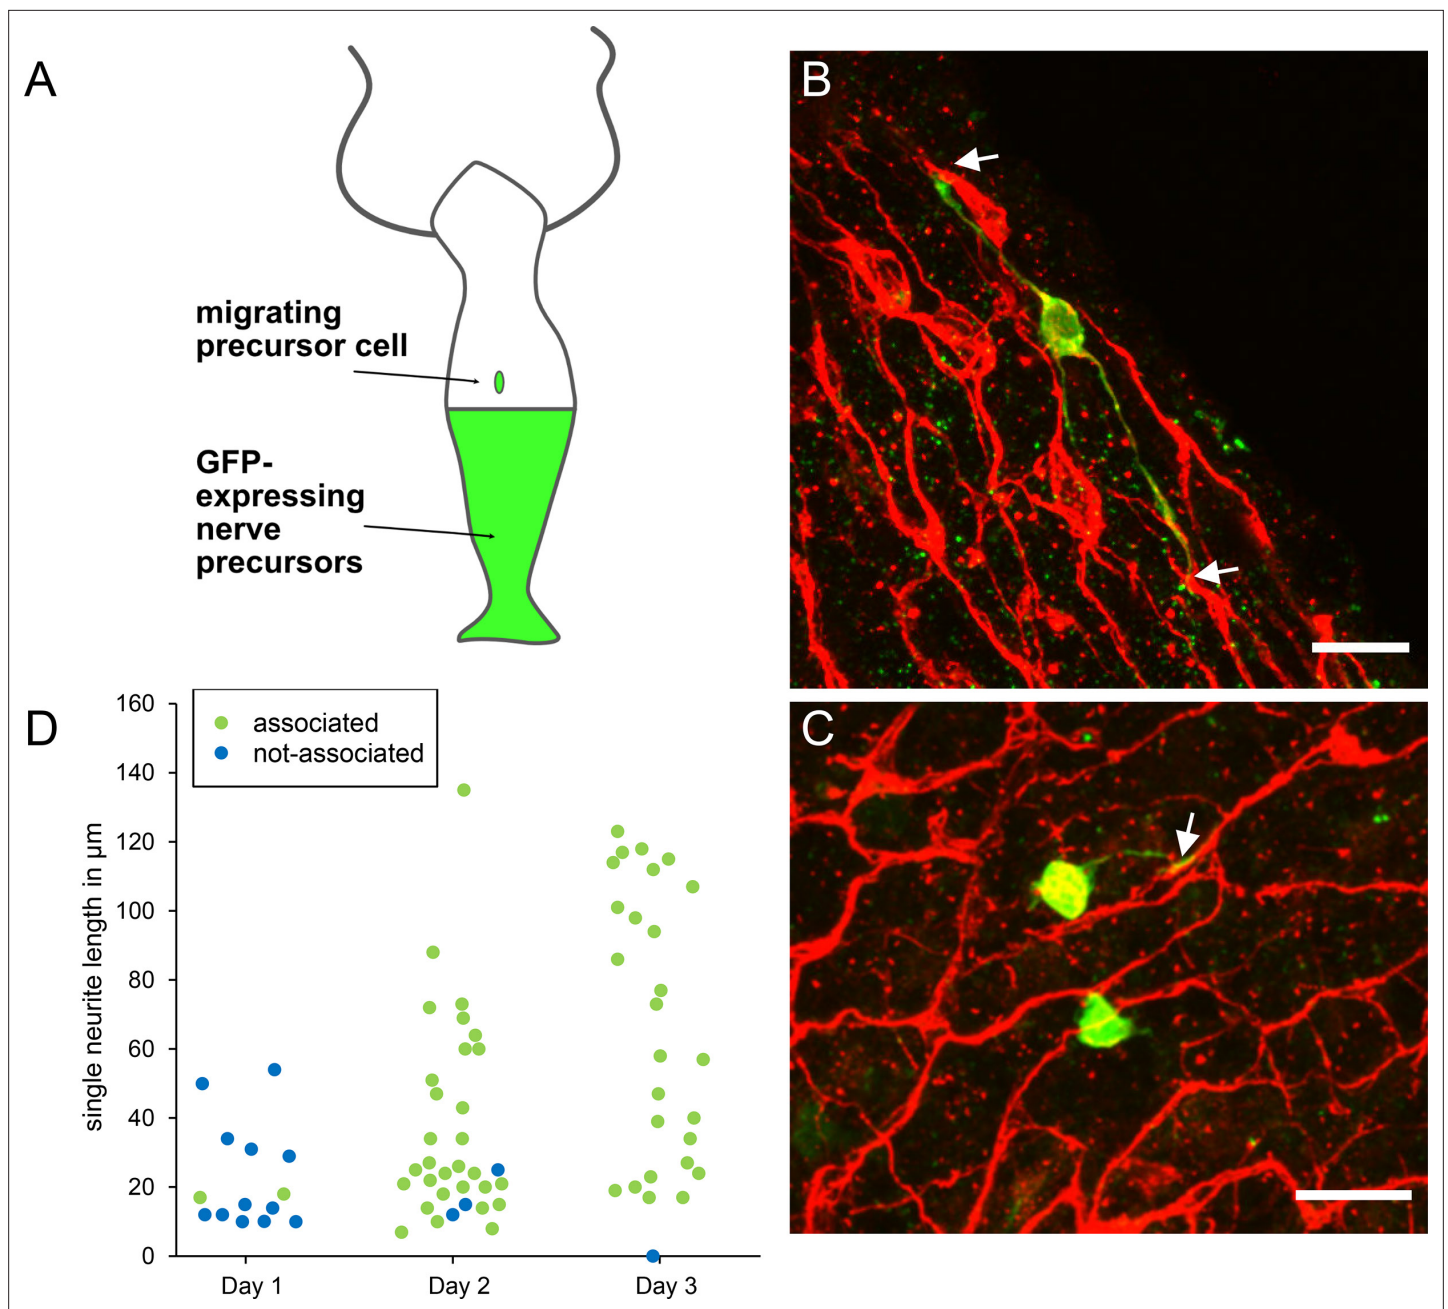 A
migrating
precursor cell
GFP-
expressing
nerve
precursors
B
C
D
associated
not-associated
single neurite length in µm
160
140
120
100
80
60
40
20
0
Day 1
Day 2
Day 3